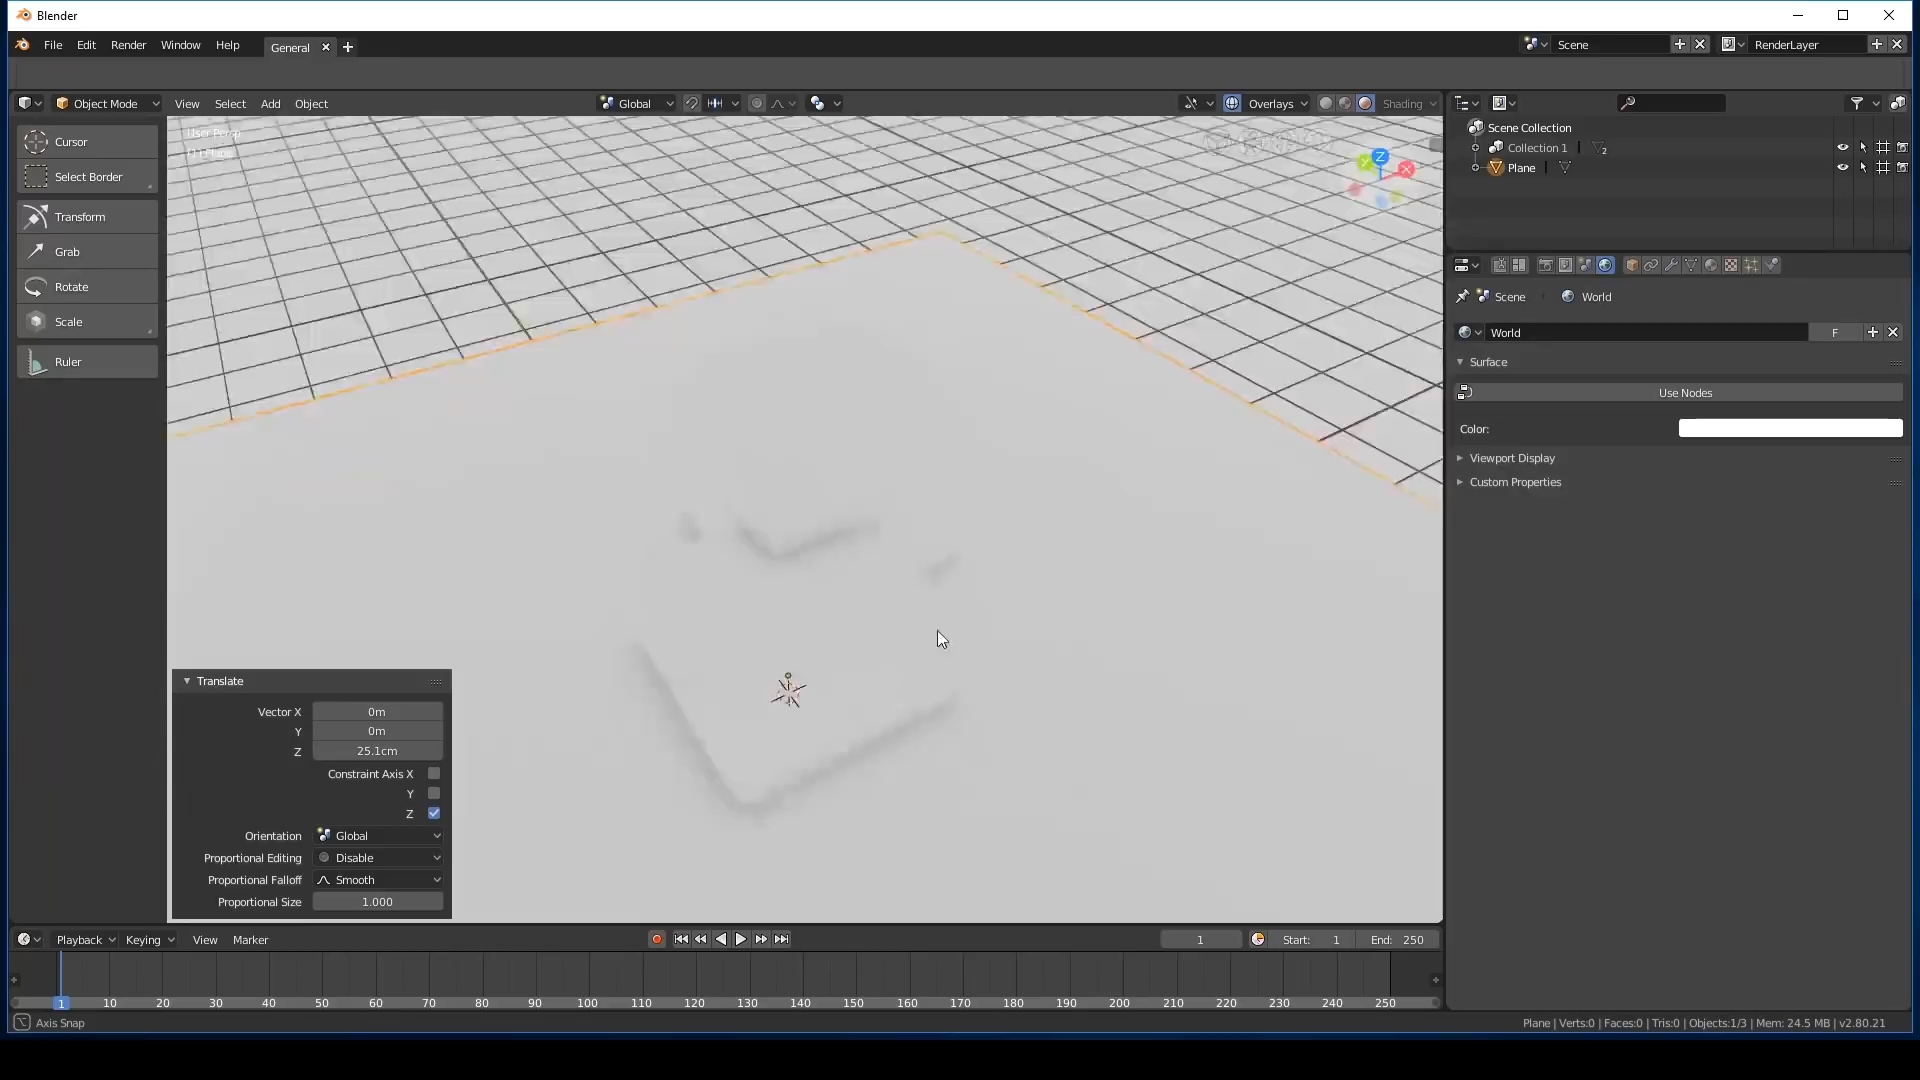 Blender
File Edit Render Window Help General Scene RenderLayer
Object Mode View Select Add Object Global Overlays Shading
User Persp
Cursor
Select Border
Transform
Grab
Rotate
Scale
Ruler
Z
Y
X
Scene Collection
Collection 1 2
Plane
Scene World
World F
Surface
Use Nodes
Color:
Viewport Display
Custom Properties
Translate
Vector X 0m
Y 0m
Z 25.1cm
Constraint Axis X
Y
Z
Orientation Global
Proportional Editing Disable
Proportional Falloff Smooth
Proportional Size 1.000
Playback Keying View Marker 1 Start: 1 End: 250
1 10 20 30 40 50 60 70 80 90 100 110 120 130 140 150 160 170 180 190 200 210 220 230 240 250
Axis Snap
Plane | Verts:0 | Faces:0 | Tris:0 | Objects:1/3 | Mem: 24.5 MB | v2.80.21